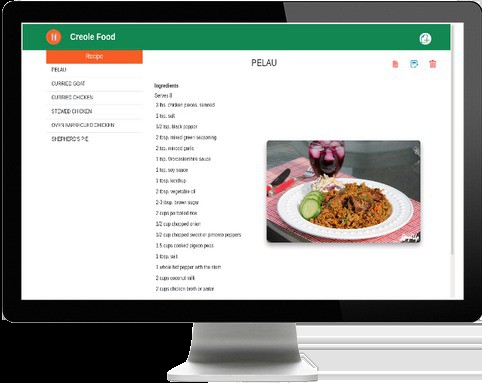 Creole Food
Recipe
PELAU
CURRIED GOAT
CURRIED CHICKEN
STEWED CHICKEN
OVEN BARBECUED CHICKEN
SHEPHERD'S PIE
PELAU
Ingredients
Serves 8
3 lbs. chicken pieces, seasoned
1 tsp. salt
1/2 tsp. black pepper
2 tbsp. mixed green seasoning
2 tsp. minced garlic
1 tsp. Worcestershire sauce
1 tsp. soy sauce
1 tbsp. ketchup
2 tbsp. vegetable oil
2-3 tbsp. brown sugar
2 cups parboiled rice
1/2 cup chopped onion
1/2 cup chopped sweet or pimento peppers
1.5 cups cooked pigeon peas
1 tbsp. salt
1 whole hot pepper with the stem
2 cups coconut milk
2 cups chicken broth or water